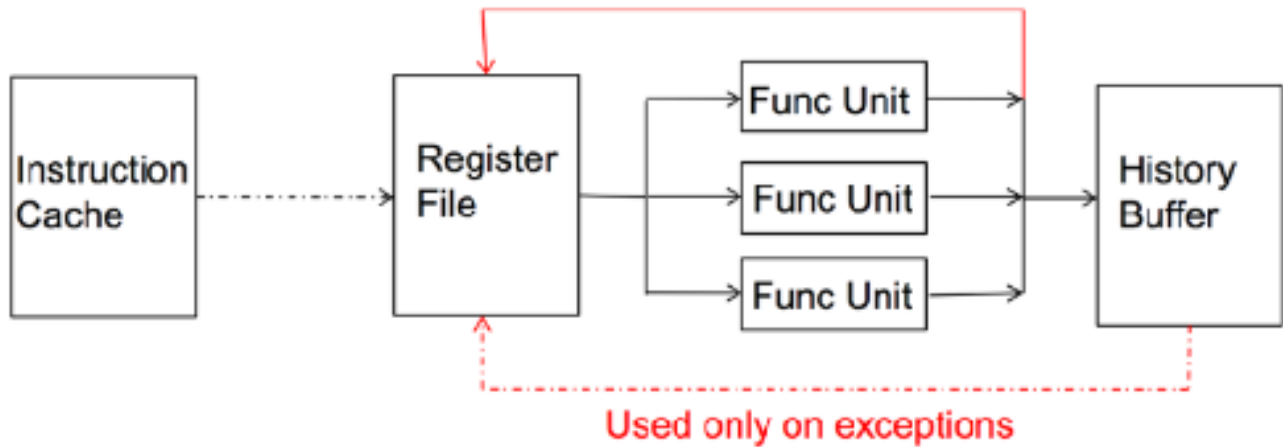 Instruction
Cache
Register
File
Func Unit
Func Unit
Func Unit
History
Buffer
Used only on exceptions